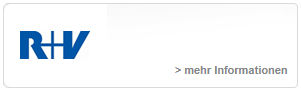 R+V
> mehr Informationen